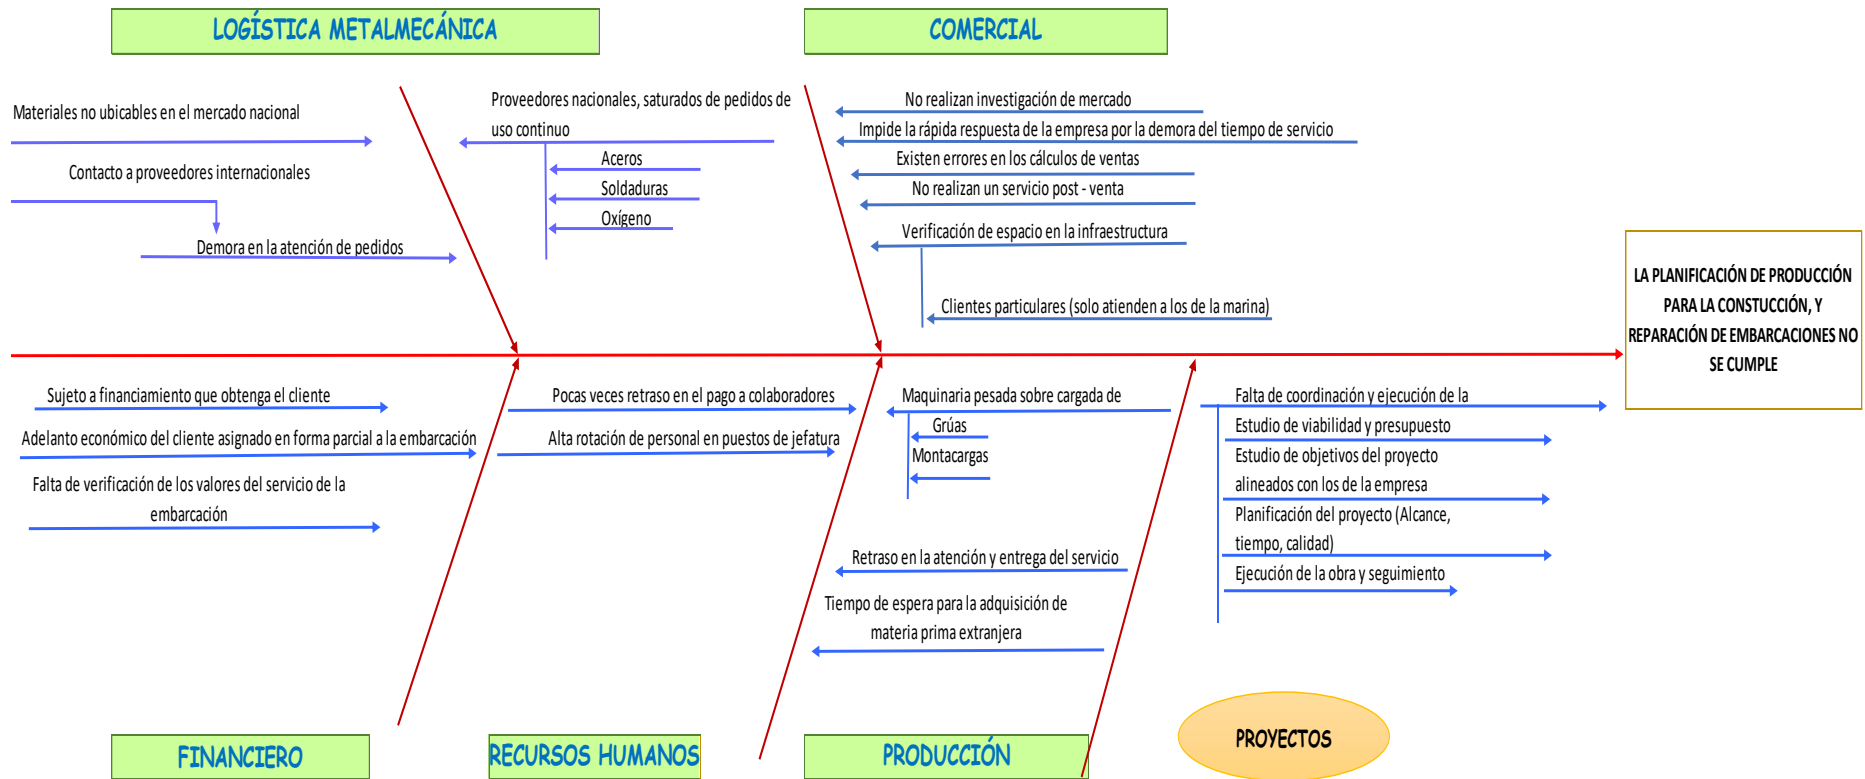 LOGÍSTICA METALMECÁNICA
COMERCIAL
Materiales no ubicables en el mercado nacional
Contacto a proveedores internacionales
Demora en la atención de pedidos
Proveedores nacionales, saturados de pedidos de
uso continuo
Aceros
Soldaduras
Oxígeno
No realizan investigación de mercado
Impide la rápida respuesta de la empresa por la demora del tiempo de servicio
Existen errores en los cálculos de ventas
No realizan un servicio post - venta
Verificación de espacio en la infraestructura
Clientes particulares (solo atienden a los de la marina)
LA PLANIFICACIÓN DE PRODUCCIÓN
PARA LA CONSTUCCIÓN, Y
REPARACIÓN DE EMBARCACIONES NO
SE CUMPLE
Sujeto a financiamiento que obtenga el cliente
Adelanto económico del cliente asignado en forma parcial a la embarcación
Falta de verificación de los valores del servicio de la
embarcación
Pocas veces retraso en el pago a colaboradores
Alta rotación de personal en puestos de jefatura
Maquinaria pesada sobre cargada de
Grúas
Montacargas
Retraso en la atención y entrega del servicio
Tiempo de espera para la adquisición de
materia prima extranjera
Falta de coordinación y ejecución de la
Estudio de viabilidad y presupuesto
Estudio de objetivos del proyecto
alineados con los de la empresa
Planificación del proyecto (Alcance,
tiempo, calidad)
Ejecución de la obra y seguimiento
FINANCIERO
RECURSOS HUMANOS
PRODUCCIÓN
PROYECTOS